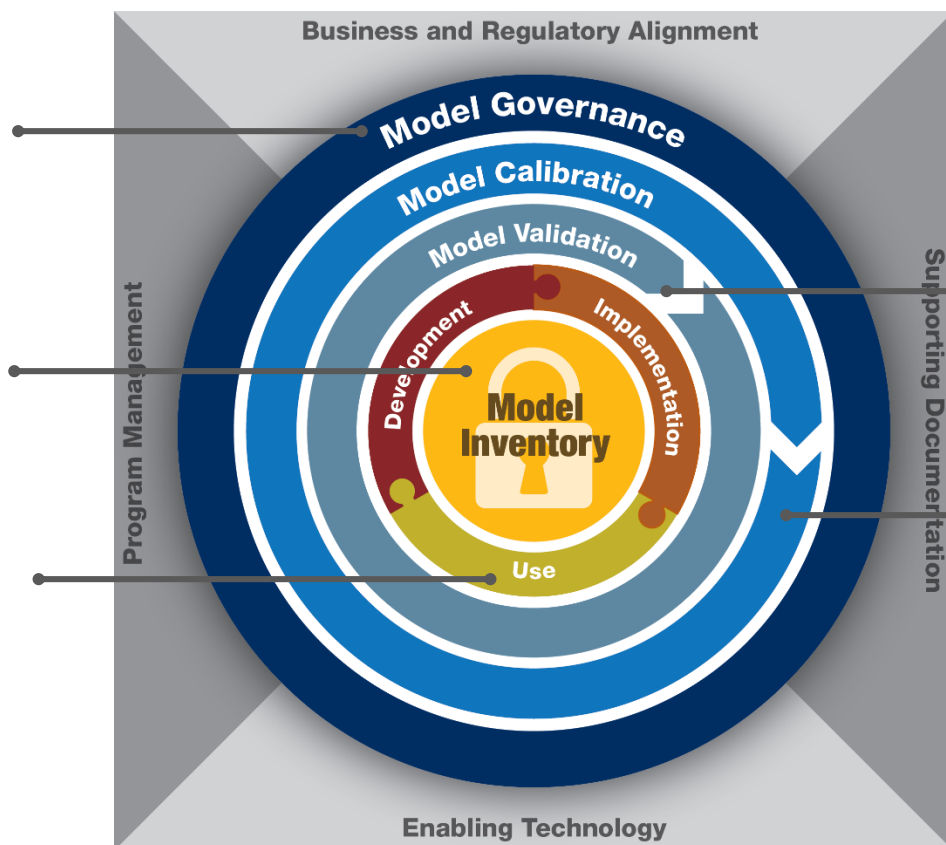 Business and Regulatory Alignment
Model Governance
Model Calibration
Model Validation
Development
Implementation
Model
Inventory
Use
Program Management
Supporting Documentation
Enabling Technology